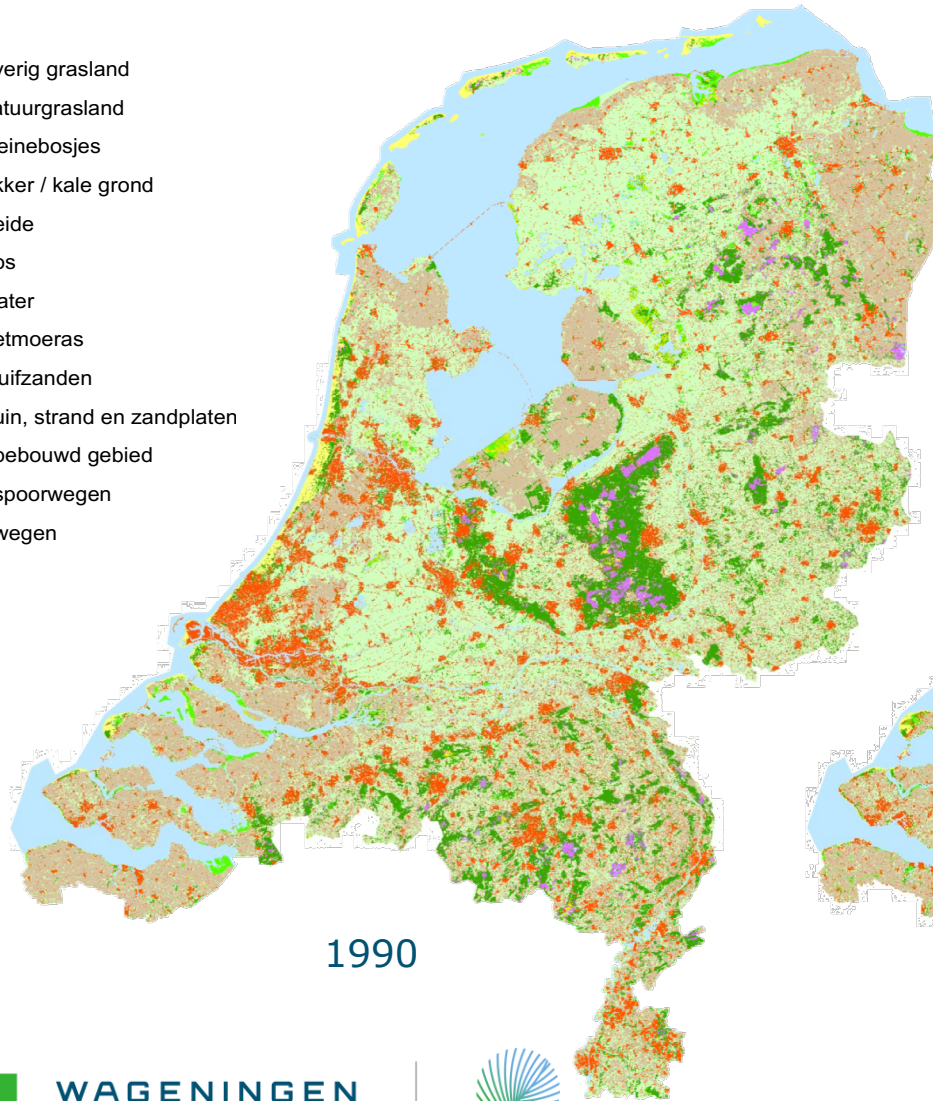 verig grasland
atuurgrasland
einebosjes
kker / kale grond
eide
os
ater
etmoeras
uifzanden
uin, strand en zandplaten
bebouwd gebied
spoorwegen
wegen
1990
WAGENINGEN